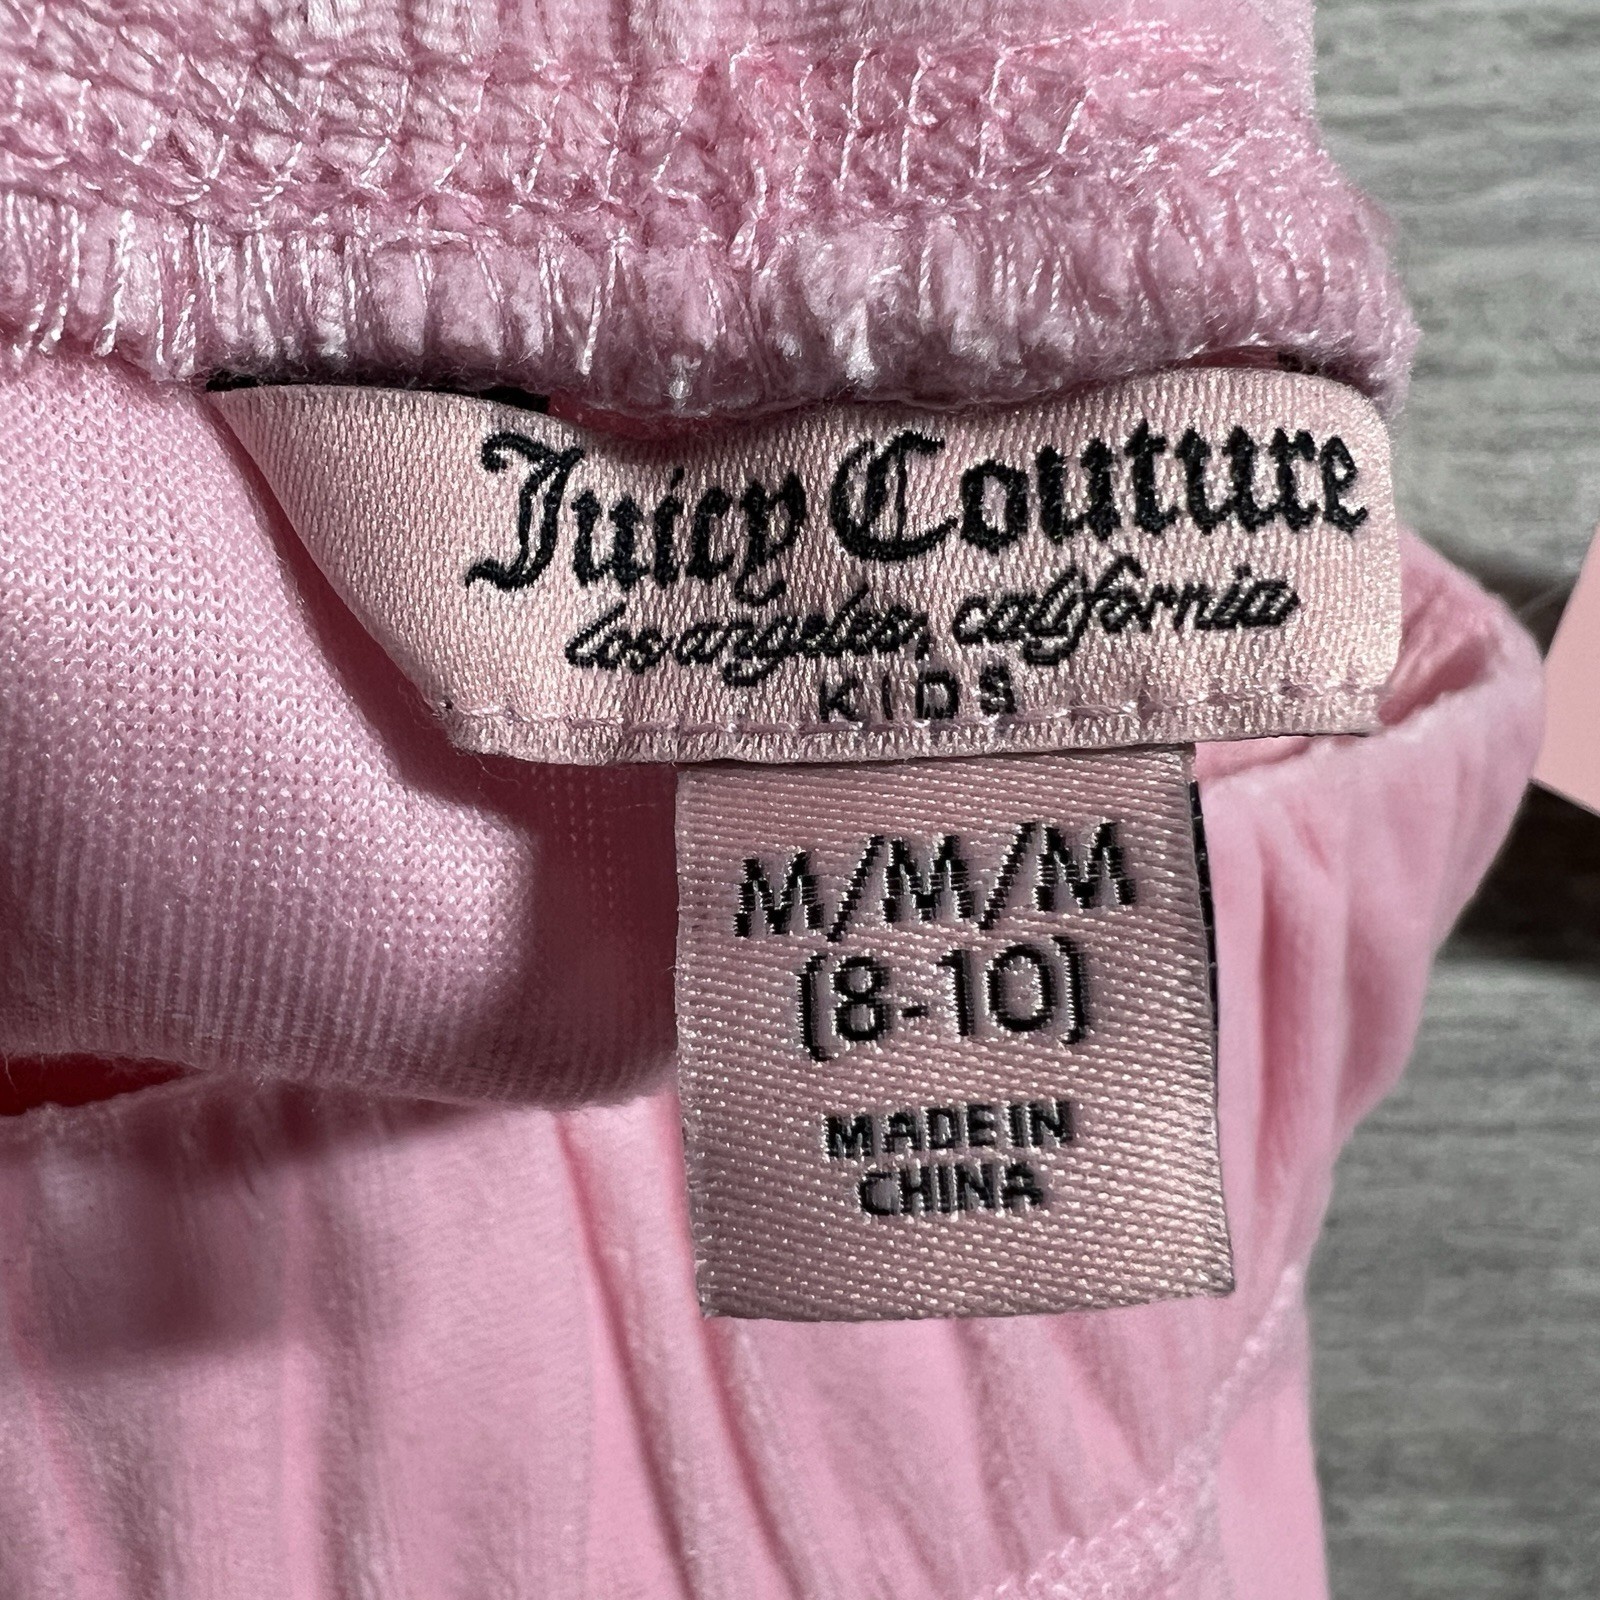 Juicy Couture
los angeles, california
KIDS
M/M/M
(8-10)
MADE IN
CHINA